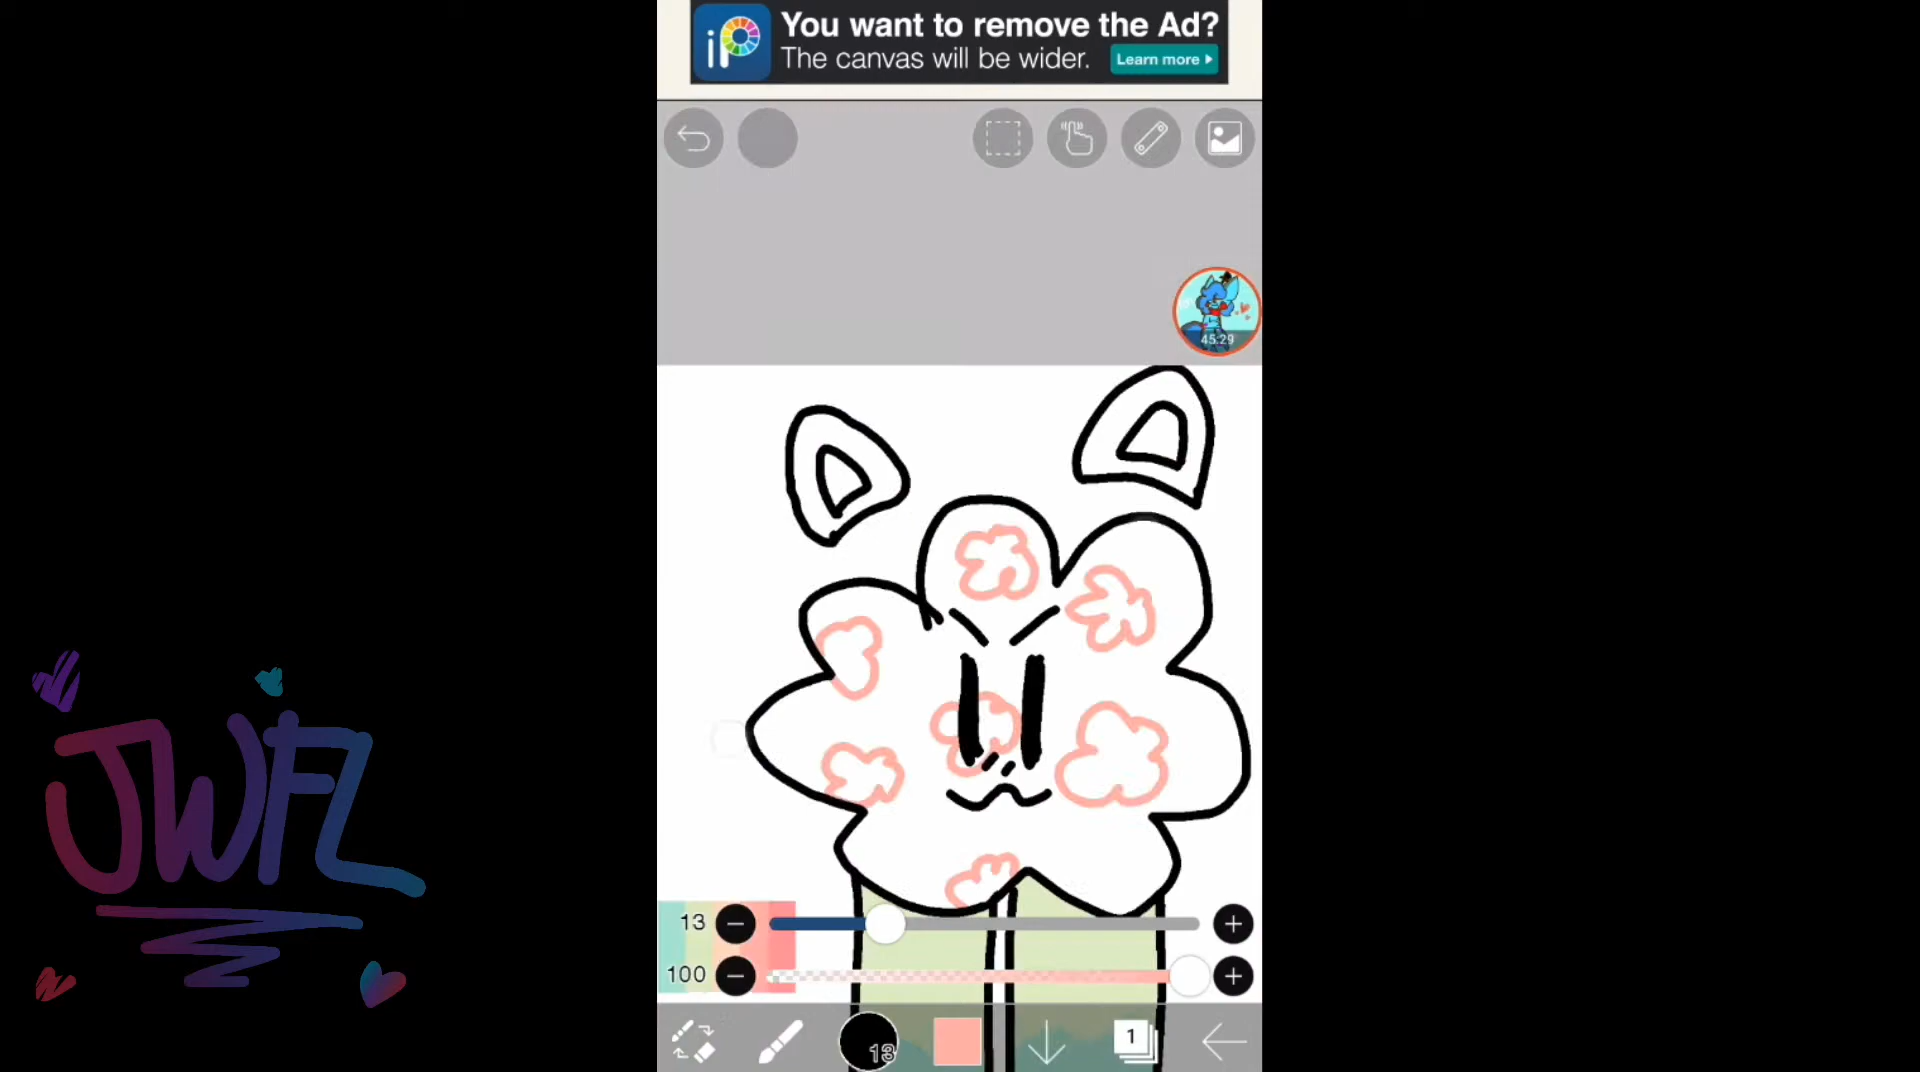 iP
You want to remove the Ad?
The canvas will be wider.
Learn more
45:29
JWFL
13
100
13
1